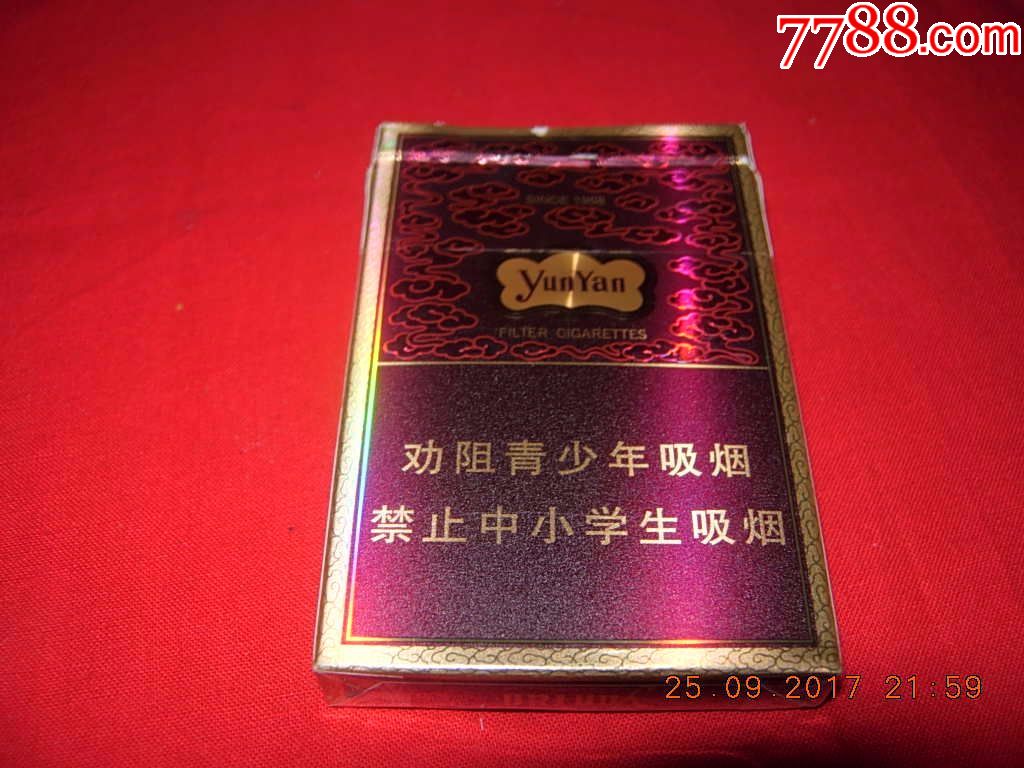 7788.com
SINCE 1958
YunYan
FILTER CIGARETTES
劝阻青少年吸烟
禁止中小学生吸烟
25.09.2017 21:59